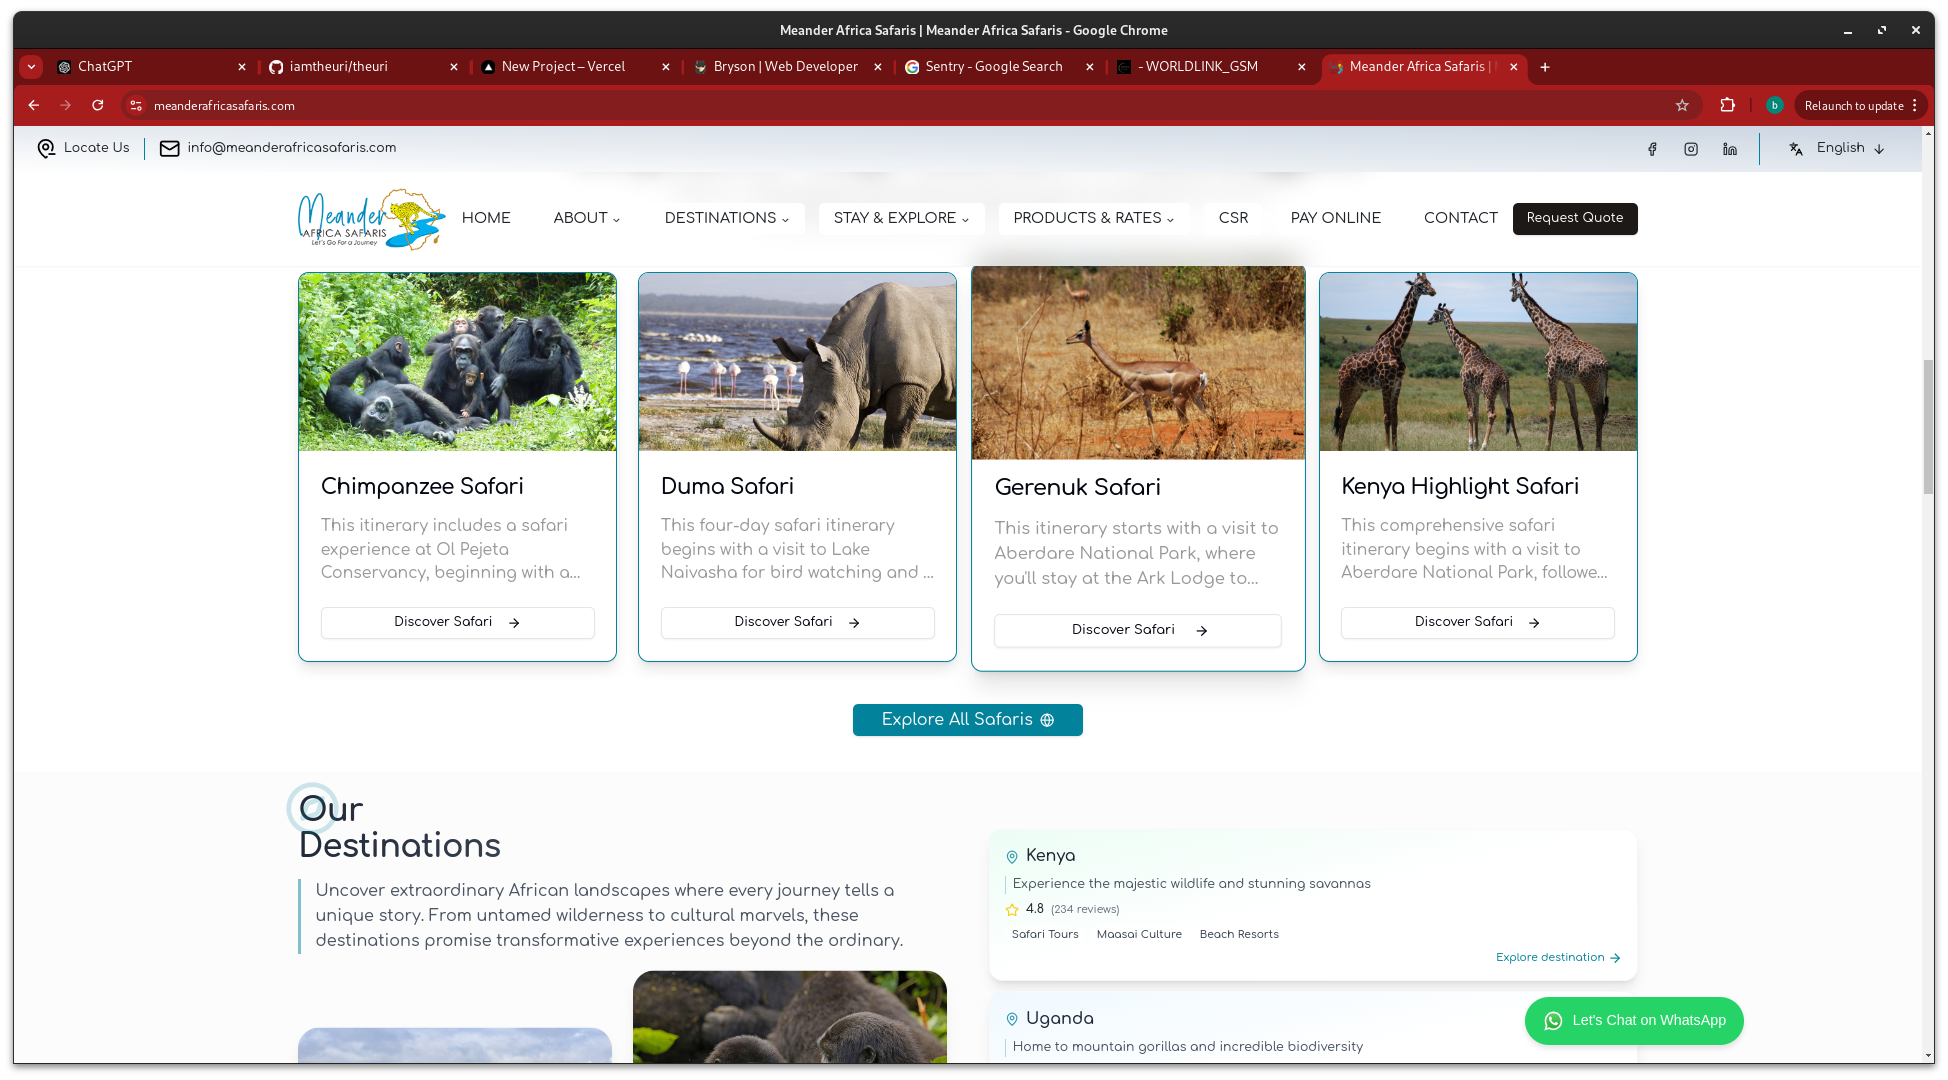 Meander Africa Safaris | Meander Africa Safaris - Google Chrome
ChatGPT
iamtheuri/theuri
New Project – Vercel
Bryson | Web Developer
Sentry - Google Search
- WORLDLINK_GSM
Meander Africa Safaris |
meanderafricasafaris.com
b
Relaunch to update
Locate Us
info@meanderafricasafaris.com
English
Meander
AFRICA SAFARIS
Let's Go For a Journey
HOME
ABOUT
DESTINATIONS
STAY & EXPLORE
PRODUCTS & RATES
CSR
PAY ONLINE
CONTACT
Request Quote
Chimpanzee Safari
This itinerary includes a safari
experience at Ol Pejeta
Conservancy, beginning with a...
Discover Safari
Duma Safari
This four-day safari itinerary
begins with a visit to Lake
Naivasha for bird watching and ...
Discover Safari
Gerenuk Safari
This itinerary starts with a visit to
Aberdare National Park, where
you'll stay at the Ark Lodge to...
Discover Safari
Kenya Highlight Safari
This comprehensive safari
itinerary begins with a visit to
Aberdare National Park, followe...
Discover Safari
Explore All Safaris
Our
Destinations
Uncover extraordinary African landscapes where every journey tells a
unique story. From untamed wilderness to cultural marvels, these
destinations promise transformative experiences beyond the ordinary.
Kenya
Experience the majestic wildlife and stunning savannas
4.8 (234 reviews)
Safari Tours Maasai Culture Beach Resorts
Explore destination
Uganda
Home to mountain gorillas and incredible biodiversity
Let's Chat on WhatsApp